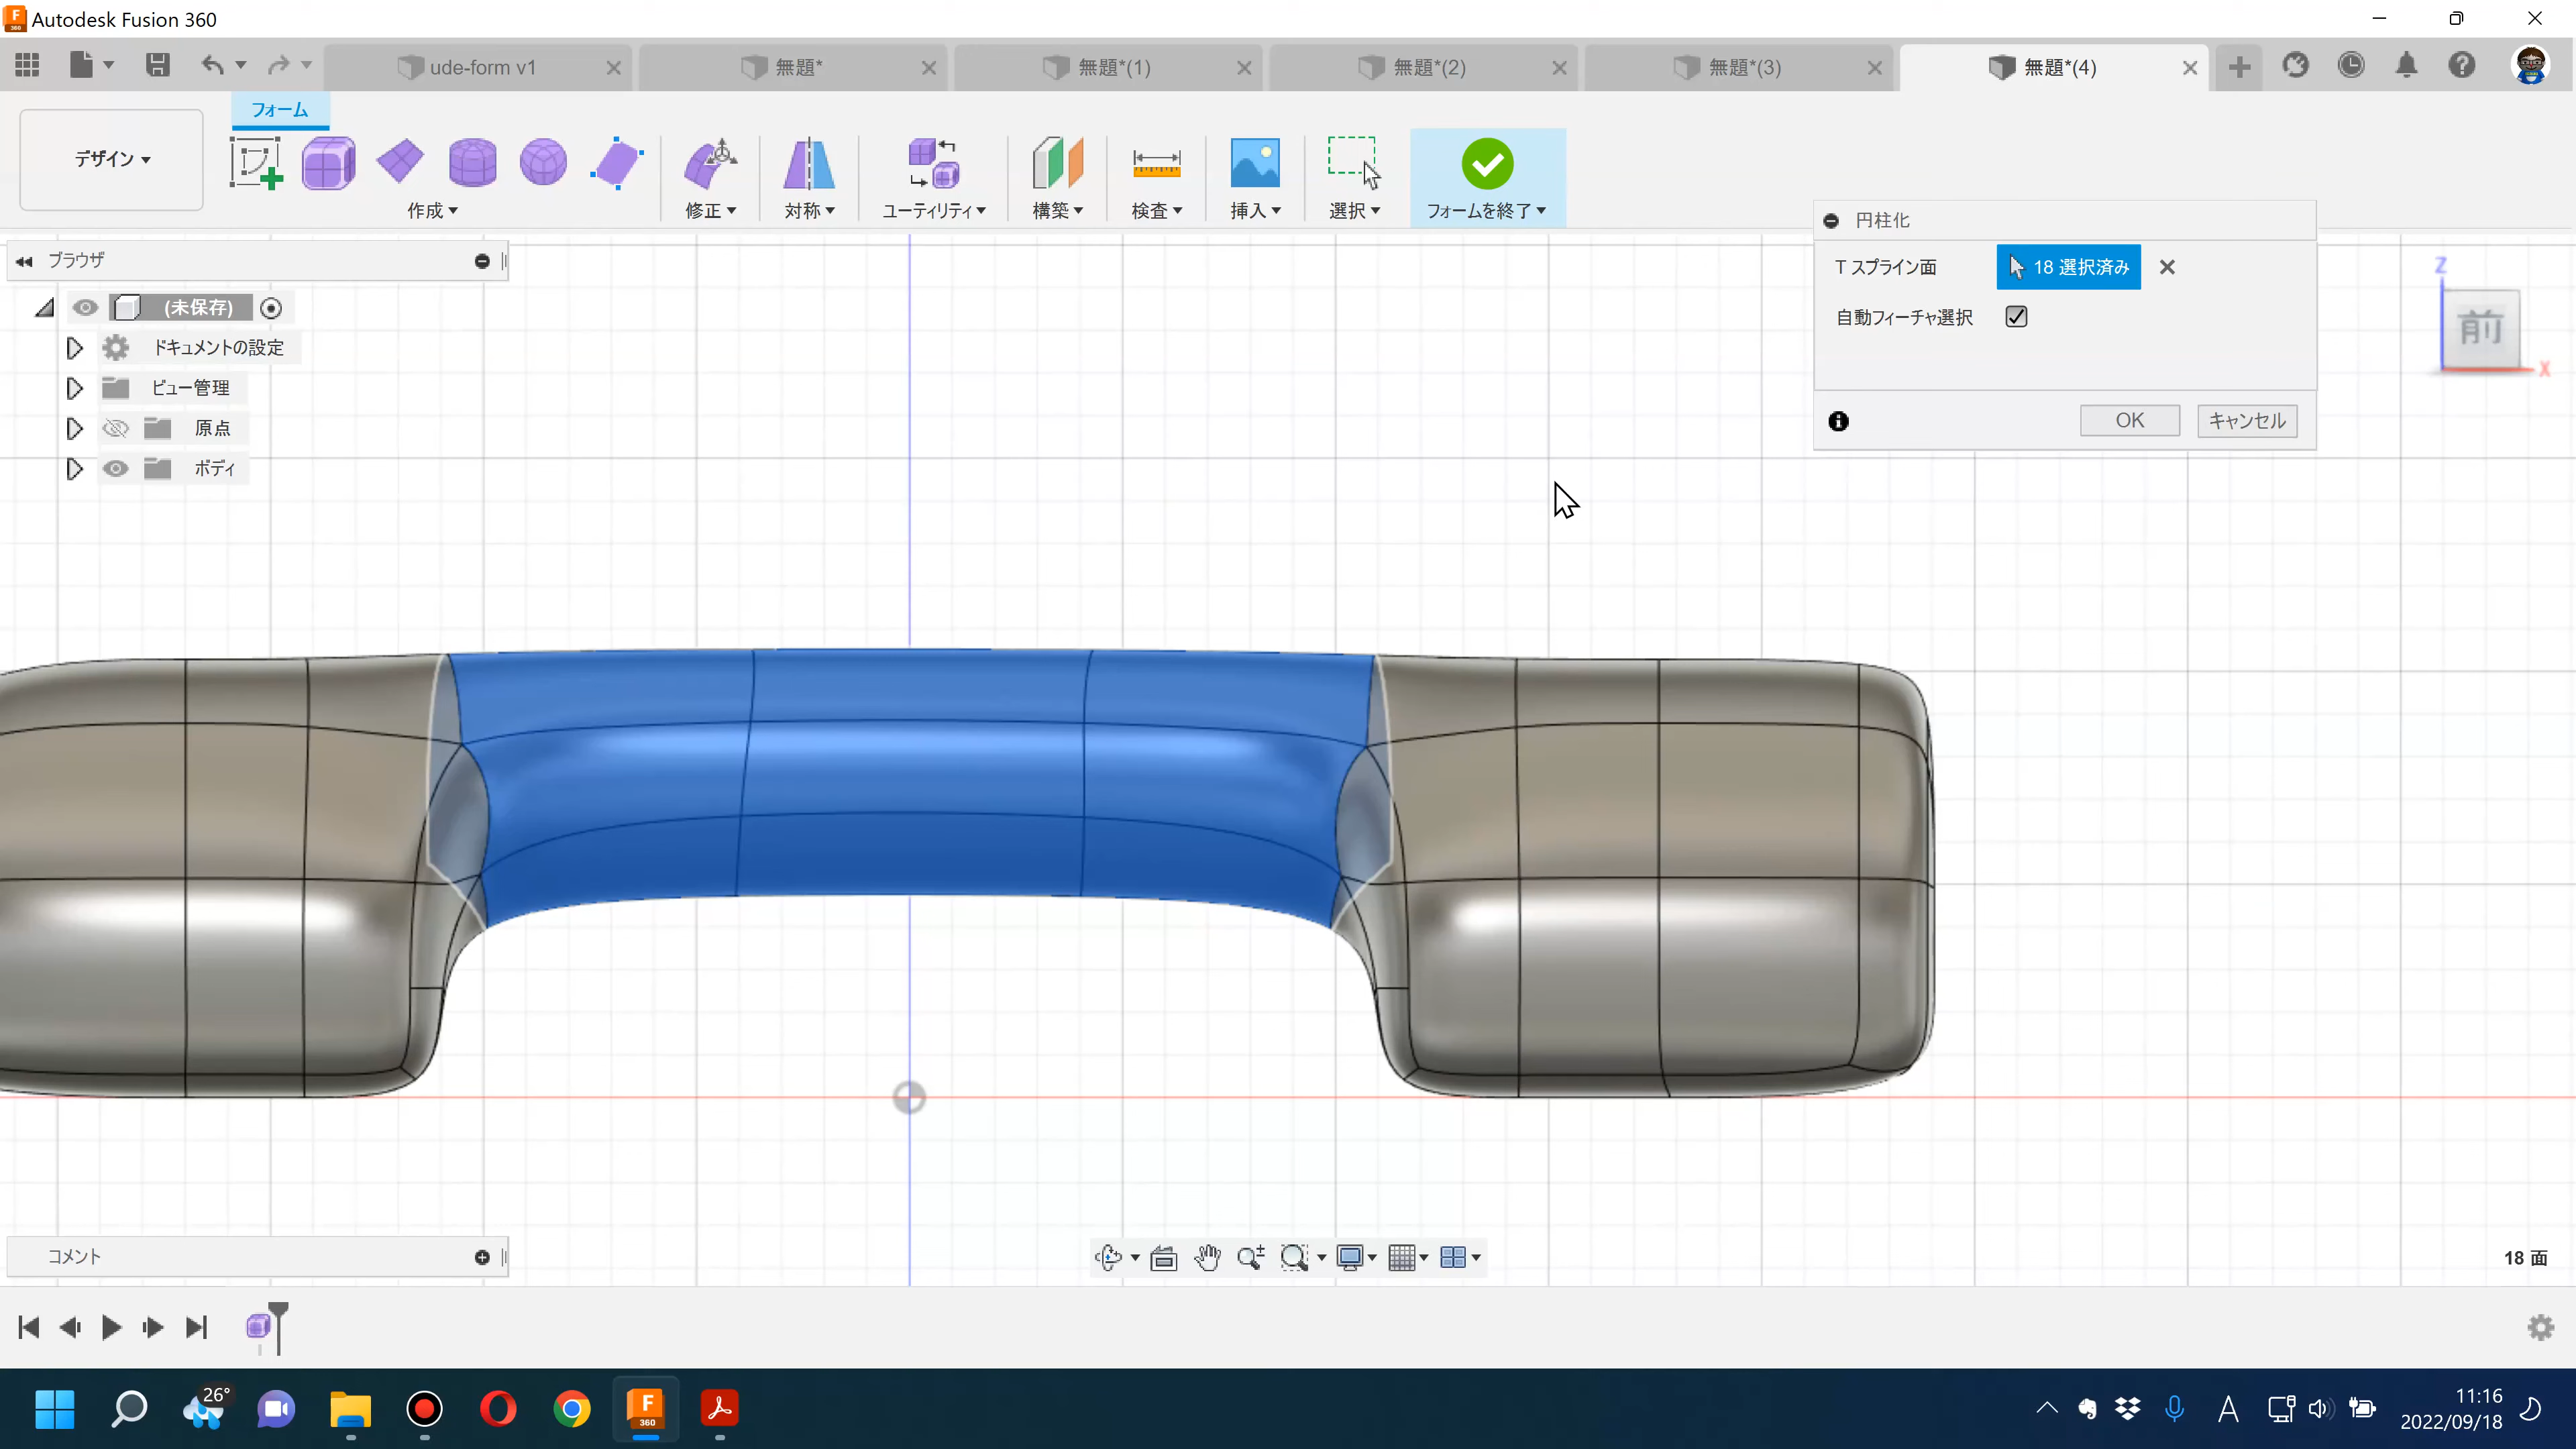 Autodesk Fusion 360
ude-form v1
無題*
無題*(1)
無題*(2)
無題*(3)
無題*(4)
デザイン
フォーム
作成
修正
対称
ユーティリティ
構築
検査
挿入
選択
フォームを終了
ブラウザ
(未保存)
ドキュメントの設定
ビュー管理
原点
ボディ
円柱化
T スプライン面
18 選択済み
自動フィーチャ選択
OK
キャンセル
Z
前
X
コメント
18 面
26°
F
360
A
11:16
2022/09/18